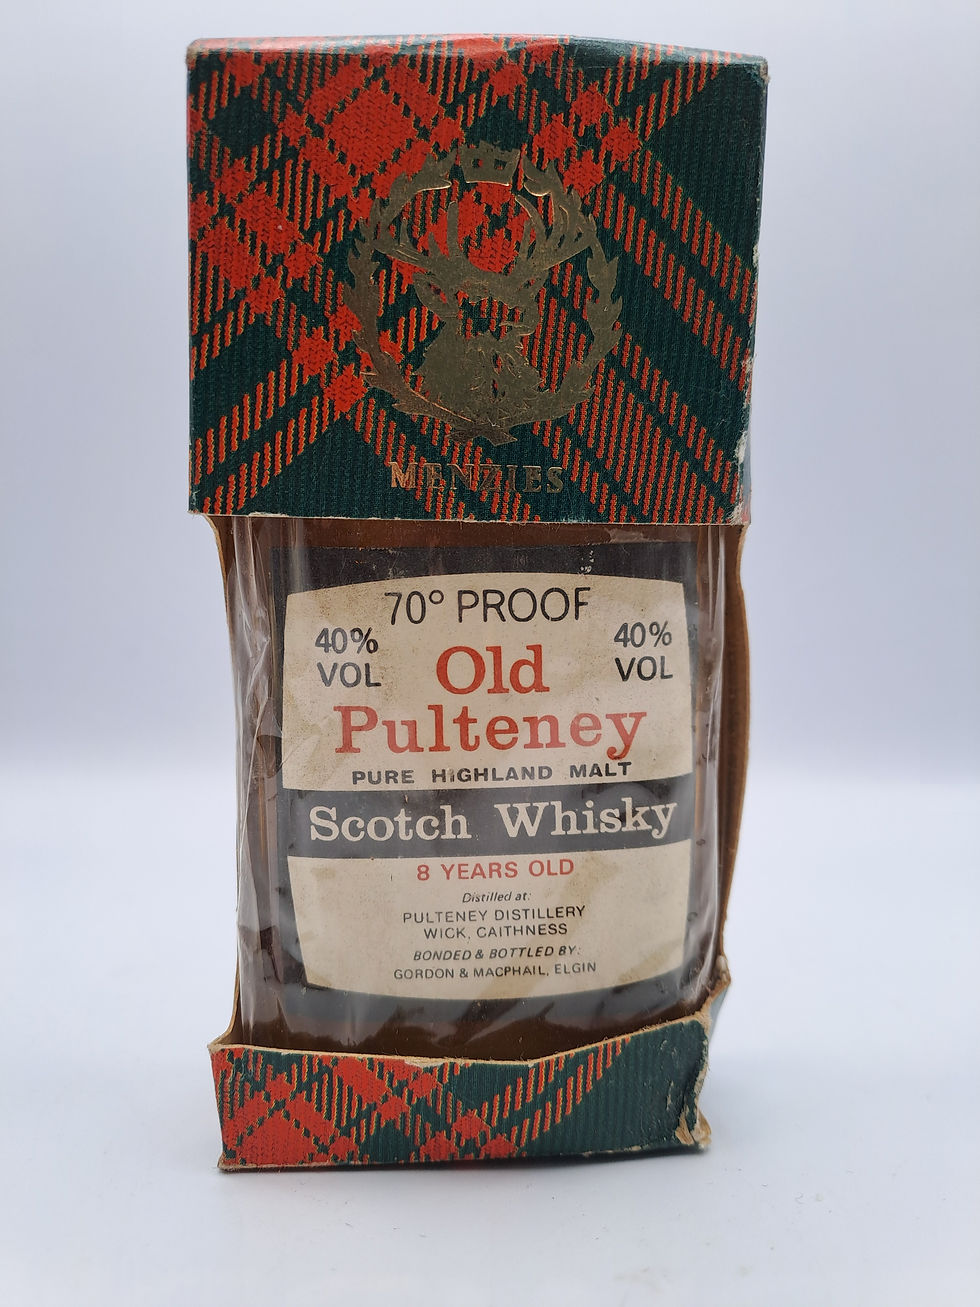 MENZIES
70° PROOF
40% VOL
40% VOL
Old
Pulteney
PURE HIGHLAND MALT
Scotch Whisky
8 YEARS OLD
Distilled at:
PULTENEY DISTILLERY
WICK, CAITHNESS
BONDED & BOTTLED BY:
GORDON & MACPHAIL, ELGIN